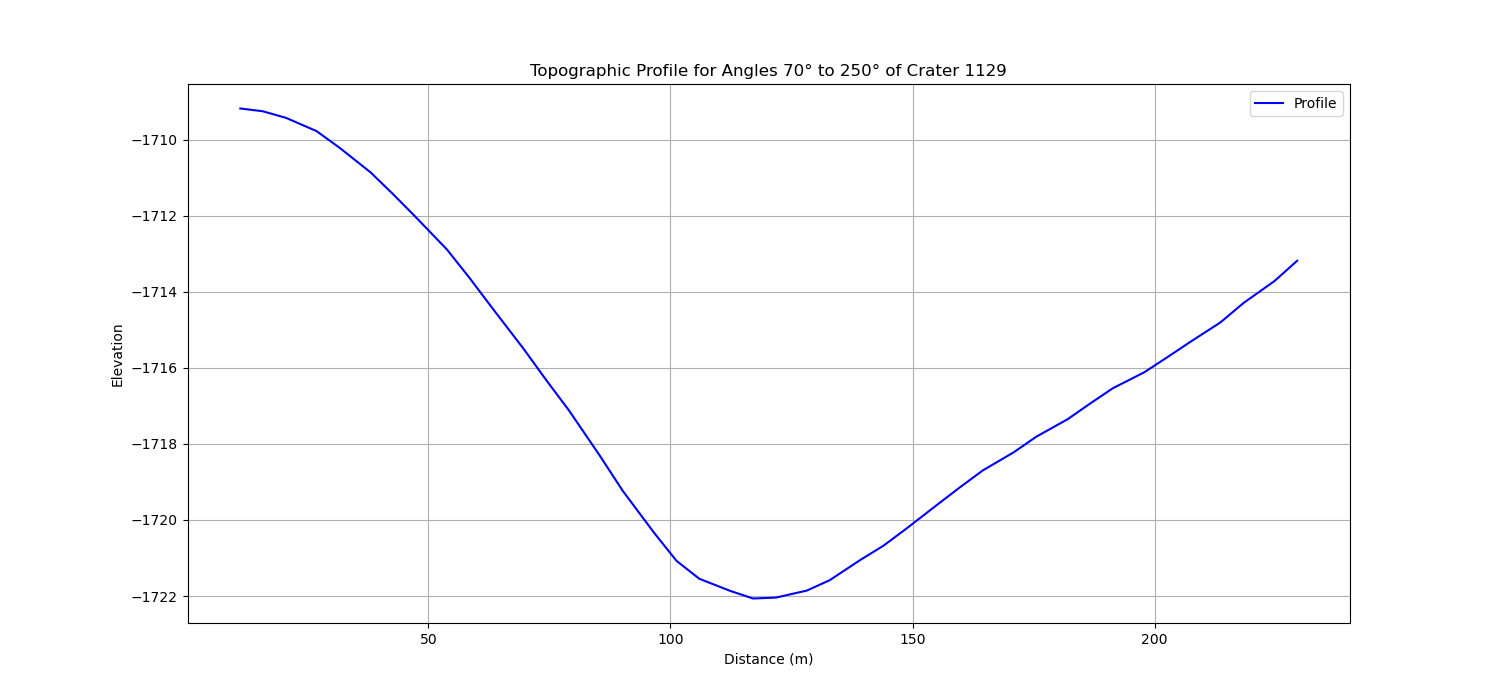 Topographic Profile for Angles 70° to 250° of Crater 1129
Profile
−1710
−1712
−1714
−1716
−1718
−1720
−1722
Elevation
50
100
150
200
Distance (m)